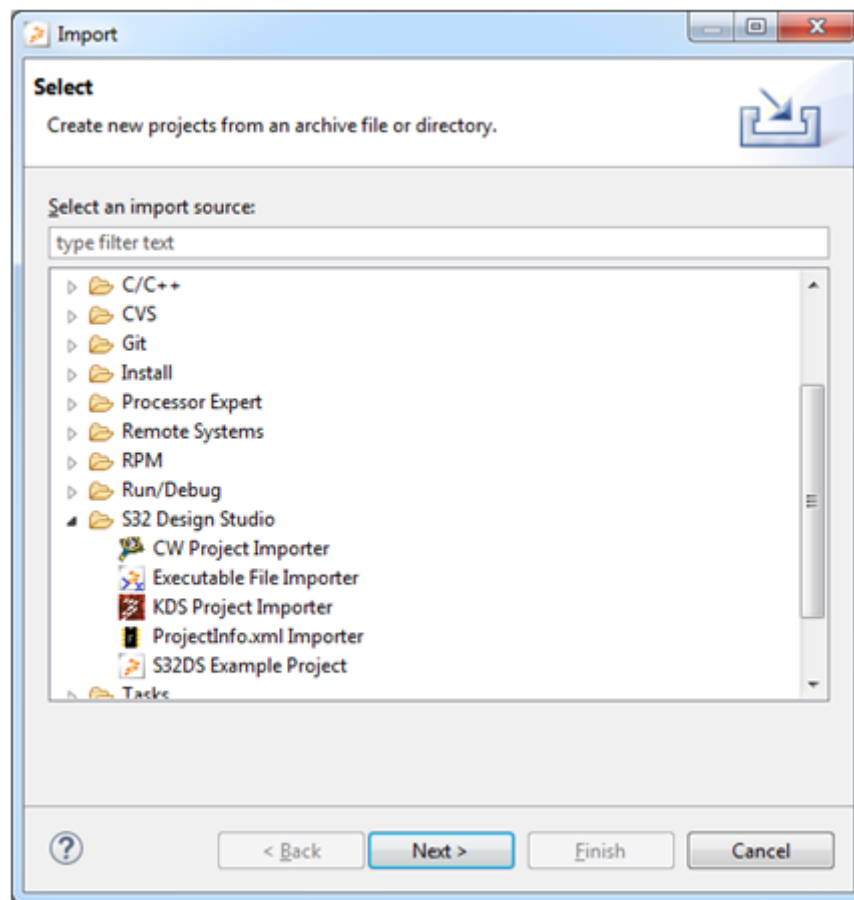 Import
Select
Create new projects from an archive file or directory.
Select an import source:
type filter text
C/C++
CVS
Git
Install
Processor Expert
Remote Systems
RPM
Run/Debug
S32 Design Studio
CW Project Importer
Executable File Importer
KDS Project Importer
ProjectInfo.xml Importer
S32DS Example Project
Tasks
?
< Back Next > Finish Cancel